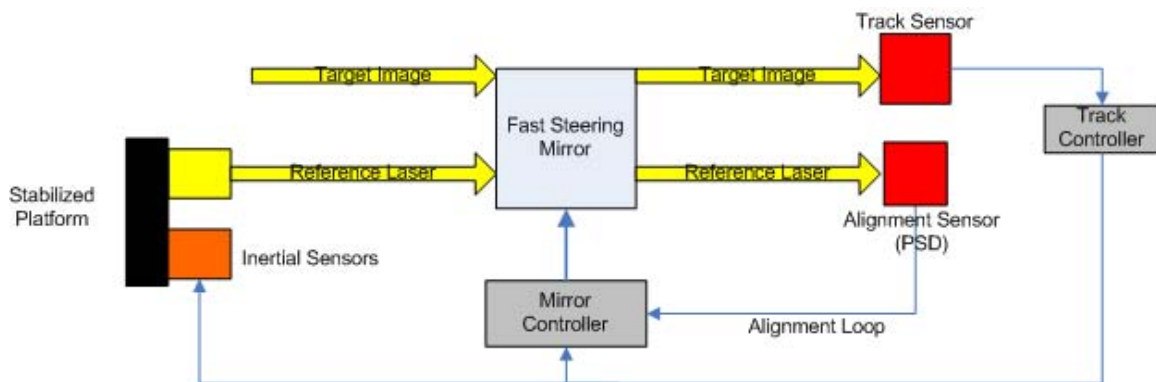 Track Sensor
Target Image
Target Image
Fast Steering
Mirror
Track
Controller
Reference Laser
Reference Laser
Stabilized
Platform
Alignment Sensor
(PSD)
Inertial Sensors
Mirror
Controller
Alignment Loop